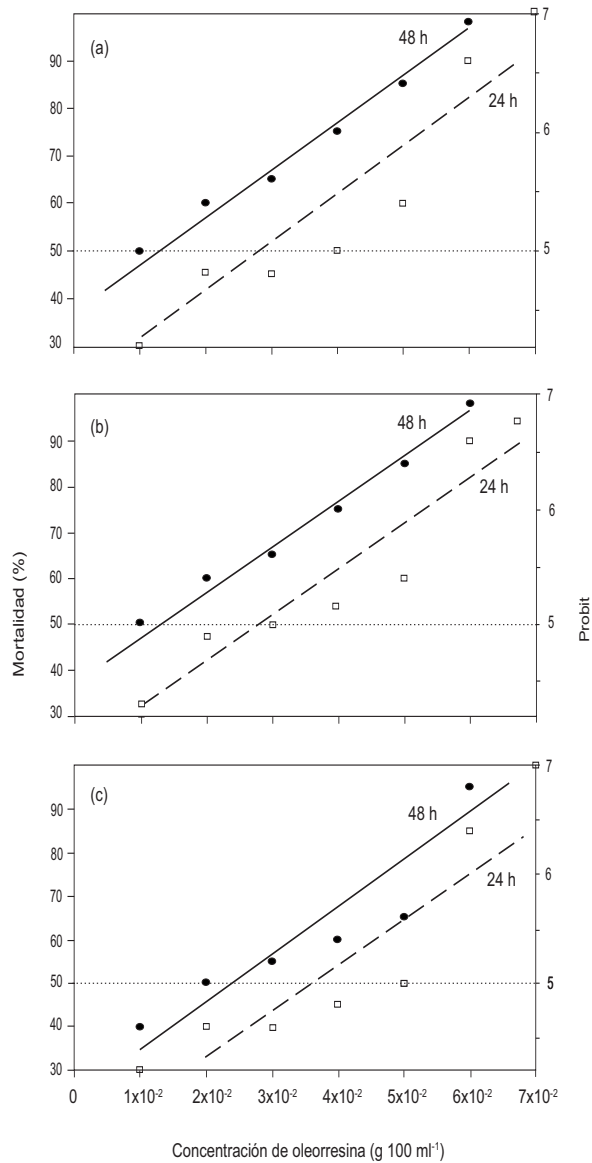 (a)
48 h
24 h
90
80
70
60
50
40
30
7
6
5
(b)
48 h
24 h
90
80
70
60
50
40
30
7
6
5
Mortalidad (%)
Probit
(c)
48 h
24 h
90
80
70
60
50
40
30
7
6
5
0 1x10⁻² 2x10⁻² 3x10⁻² 4x10⁻² 5x10⁻² 6x10⁻² 7x10⁻²
Concentración de oleorresina (g 100 ml⁻¹)